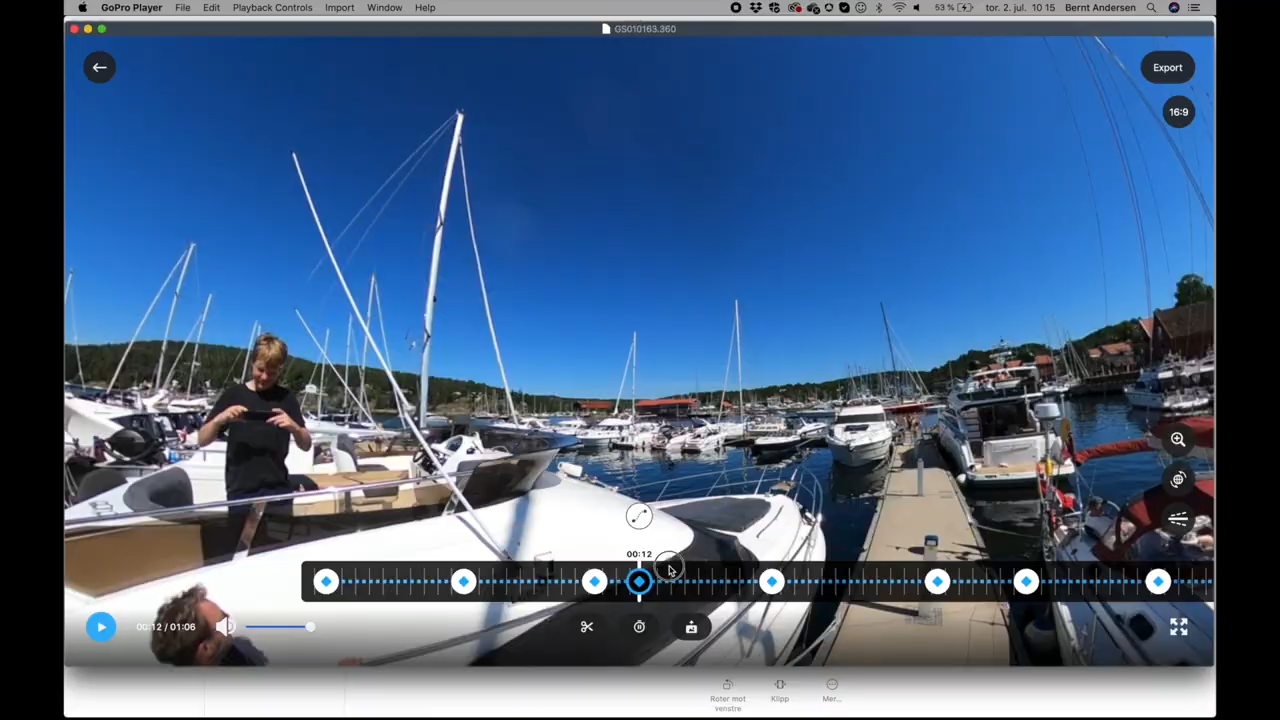 GoPro Player File Edit Playback Controls Import Window Help 53 % tor. 2. jul. 10 15 Bernt Andersen
GS010163.360
Export
16:9
00:12
00:12 / 01:06
Roter mot venstre
Klipp
Mer...